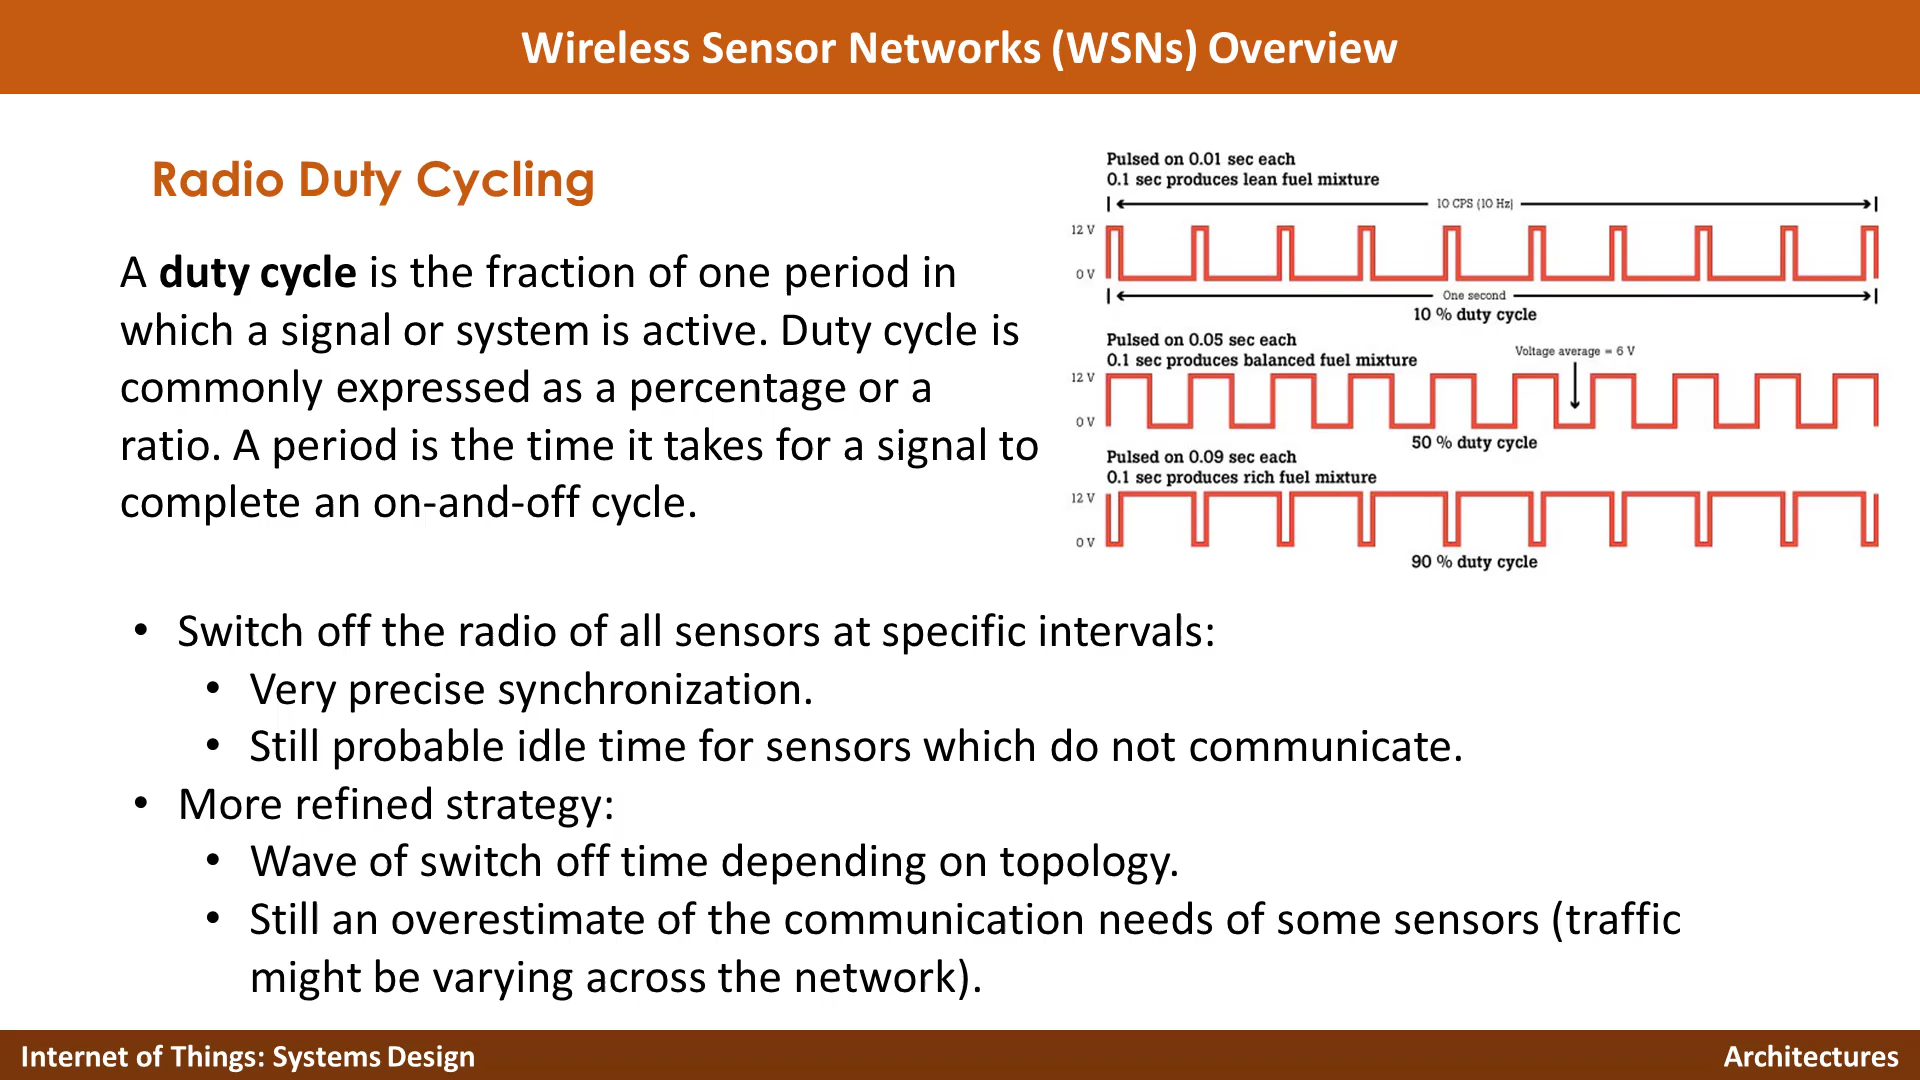 Wireless Sensor Networks (WSNs) Overview
Radio Duty Cycling
A duty cycle is the fraction of one period in
which a signal or system is active. Duty cycle is
commonly expressed as a percentage or a
ratio. A period is the time it takes for a signal to
complete an on-and-off cycle.
Pulsed on 0.01 sec each
0.1 sec produces lean fuel mixture
10 CPS (10 Hz)
12 V
0 V
One second
10 % duty cycle
Pulsed on 0.05 sec each
0.1 sec produces balanced fuel mixture
Voltage average = 6 V
12 V
0 V
50 % duty cycle
Pulsed on 0.09 sec each
0.1 sec produces rich fuel mixture
12 V
0 V
90 % duty cycle
• Switch off the radio of all sensors at specific intervals:
• Very precise synchronization.
• Still probable idle time for sensors which do not communicate.
• More refined strategy:
• Wave of switch off time depending on topology.
• Still an overestimate of the communication needs of some sensors (traffic
might be varying across the network).
Internet of Things: Systems Design
Architectures